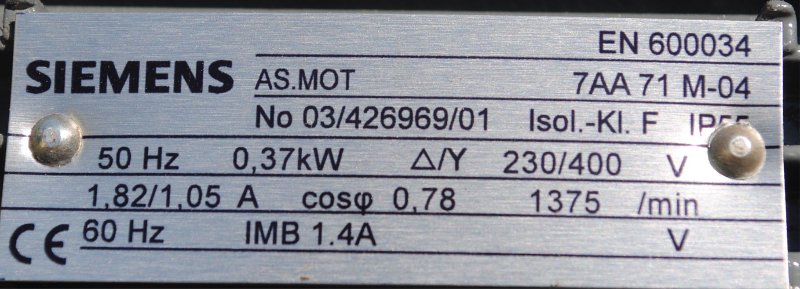 EN 600034
SIEMENS AS.MOT 7AA 71 M-04
No 03/426969/01 Isol.-Kl. F IP55
50 Hz 0,37kW Δ/Y 230/400 V
1,82/1,05 A cosφ 0,78 1375 /min
CE 60 Hz IMB 1.4A V